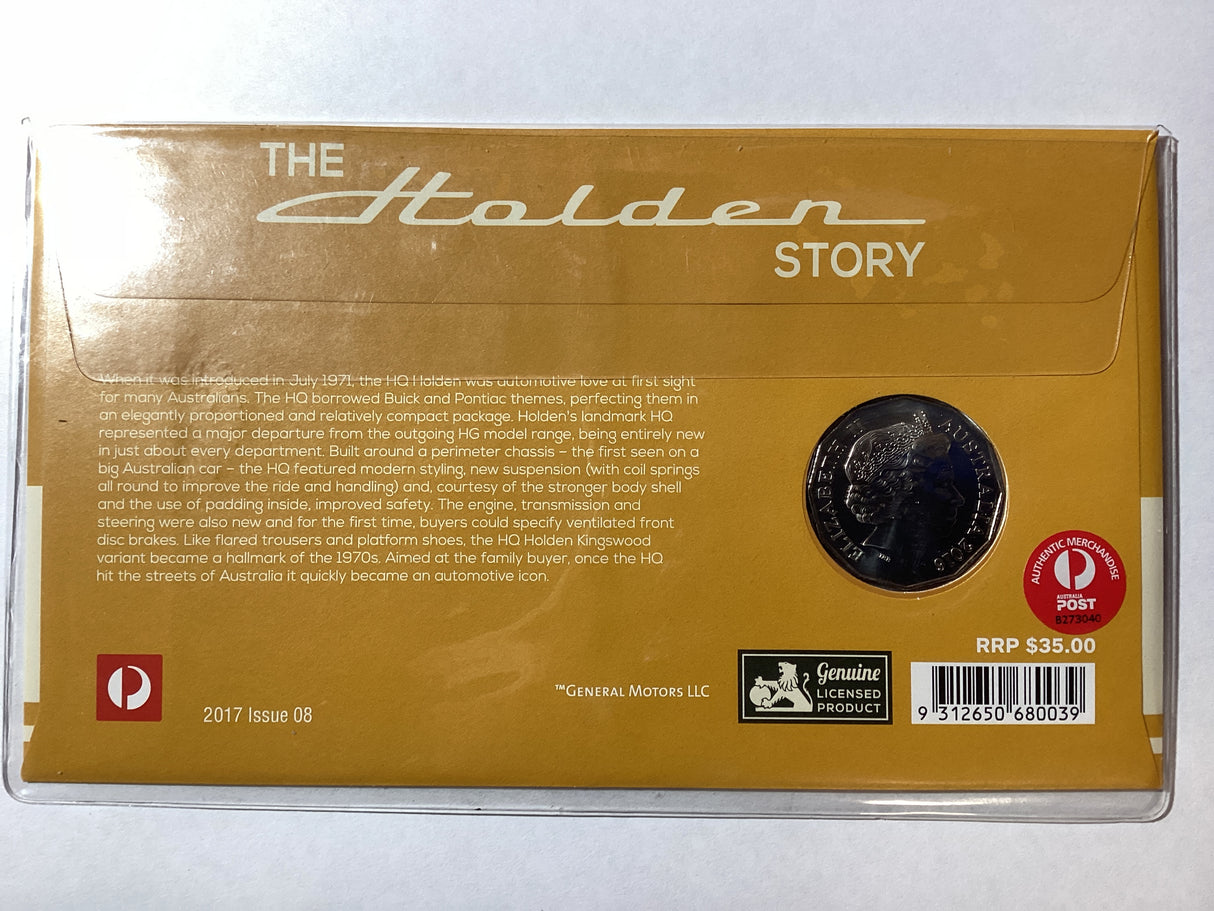 THE
Holden
STORY
When it was introduced in July 1971, the HQ Holden was automotive love at first sight
for many Australians. The HQ borrowed Buick and Pontiac themes, perfecting them in
an elegantly proportioned and relatively compact package. Holden's landmark HQ
represented a major departure from the outgoing HG model range, being entirely new
in just about every department. Built around a perimeter chassis – the first seen on a
big Australian car – the HQ featured modern styling, new suspension (with coil springs
all round to improve the ride and handling) and, courtesy of the stronger body shell
and the use of padding inside, improved safety. The engine, transmission and
steering were also new and for the first time, buyers could specify ventilated front
disc brakes. Like flared trousers and platform shoes, the HQ Holden Kingswood
variant became a hallmark of the 1970s. Aimed at the family buyer, once the HQ
hit the streets of Australia it quickly became an automotive icon.
ELIZABETH II
AUSTRALIA 2016
AUTHENTIC MERCHANDISE
AUSTRALIA
POST
B273040
RRP $35.00
2017 Issue 08
™GENERAL MOTORS LLC
Genuine
LICENSED
PRODUCT
9 312650 680039